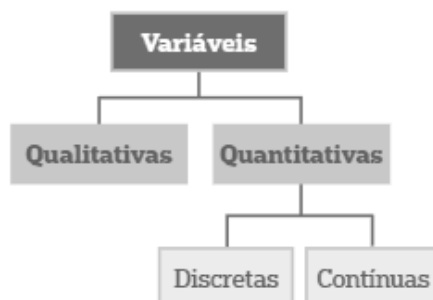 Variáveis
Qualitativas
Quantitativas
Discretas
Contínuas